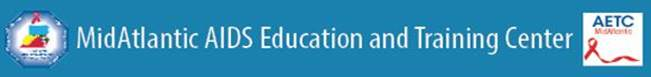 MidAtlantic AIDS Education and Training Center
AETC
MidAtlantic